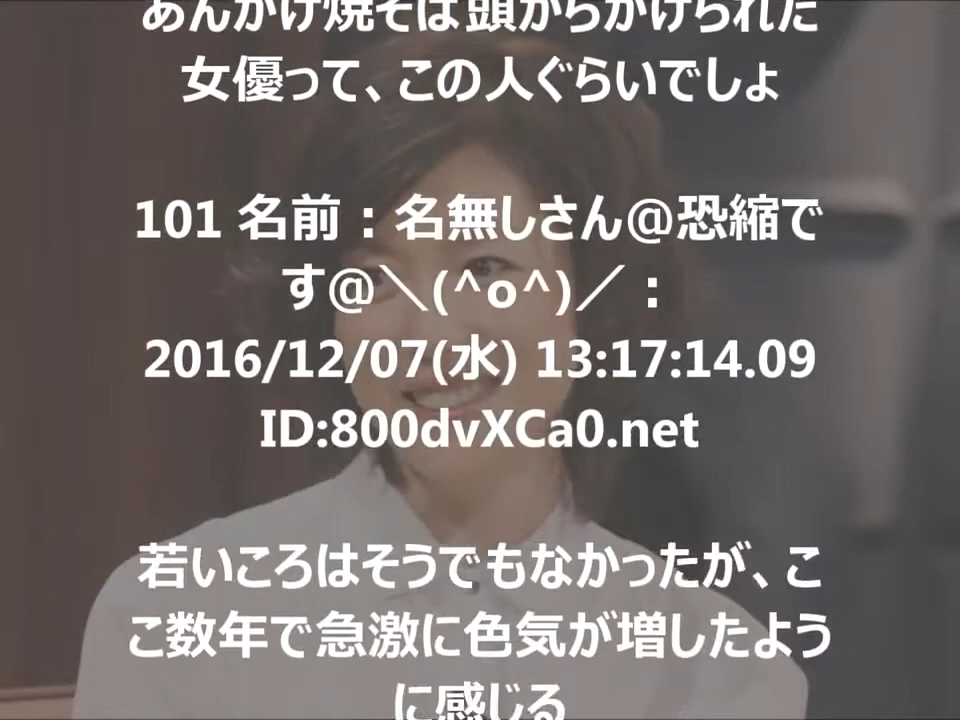 あんかけ焼そば頭からかけられた
女優って、この人ぐらいでしょ
101 名前：名無しさん＠恐縮で
す＠＼(^o^)／ ：
2016/12/07(水) 13:17:14.09
ID:800dvXCa0.net
若いころはそうでもなかったが、こ
こ数年で急激に色気が増したよう
に感じる